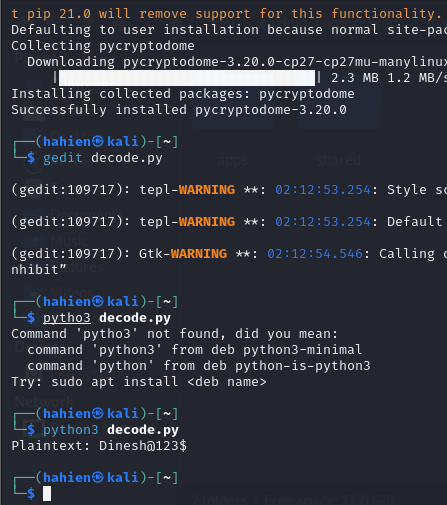 t pip 21.0 will remove support for this functionality.
Defaulting to user installation because normal site-pac
Collecting pycryptodome
  Downloading pycryptodome-3.20.0-cp27-cp27mu-manylinux
     |████████████████████████████████| 2.3 MB 1.2 MB/s
Installing collected packages: pycryptodome
Successfully installed pycryptodome-3.20.0
┌──(hahien㉿kali)-[~]
└─$ gedit decode.py
(gedit:109717): tepl-WARNING **: 02:12:53.254: Style sc
(gedit:109717): tepl-WARNING **: 02:12:53.254: Default
(gedit:109717): Gtk-WARNING **: 02:12:54.546: Calling o
nhibit”
┌──(hahien㉿kali)-[~]
└─$ pytho3 decode.py
Command 'pytho3' not found, did you mean:
  command 'python3' from deb python3-minimal
  command 'python' from deb python-is-python3
Try: sudo apt install <deb name>
┌──(hahien㉿kali)-[~]
└─$ python3 decode.py
Plaintext: Dinesh@123$
┌──(hahien㉿kali)-[~]
└─$